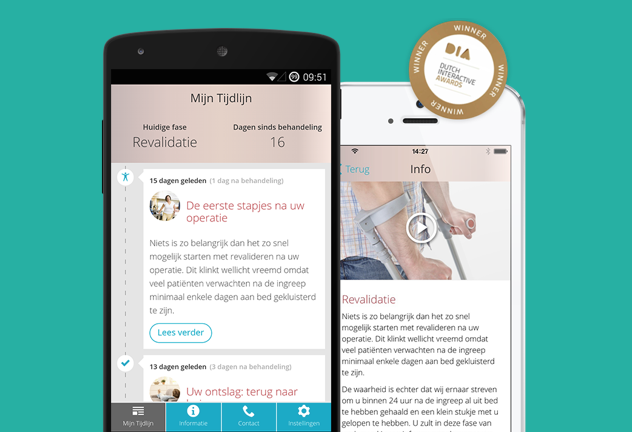 09:51
Mijn Tijdlijn
Huidige fase
Revalidatie
Dagen sinds behandeling
16
15 dagen geleden (1 dag na behandeling)
De eerste stapjes na uw
operatie
Niets is zo belangrijk dan het zo snel
mogelijk starten met revalideren na uw
operatie. Dit klinkt wellicht vreemd omdat
veel patiënten verwachten na de ingreep
minimaal enkele dagen aan bed gekluisterd
te zijn.
Lees verder
13 dagen geleden (3 dagen na behandeling)
Uw ontslag: terug naar
Mijn Tijdlijn
Informatie
Contact
Instellingen
WINNER
WINNER
WINNER
WINNER
DIA
DUTCH
INTERACTIVE
AWARDS
14:27
Terug
Info
Revalidatie
Niets is zo belangrijk dan het zo snel
mogelijk starten met revalideren na uw
operatie. Dit klinkt wellicht vreemd omdat
veel patiënten verwachten na de ingreep
minimaal enkele dagen aan bed gekluisterd
te zijn.
De waarheid is echter dat wij ernaar streven
om u binnen 24 uur na de ingreep al uit bed
te hebben gehaald en een klein stukje met u
gelopen te hebben. U zult in deze fase van